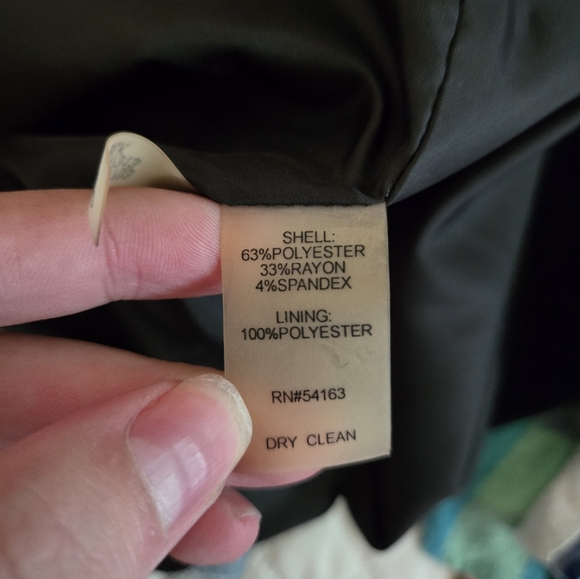 SHELL:
63%POLYESTER
33%RAYON
4%SPANDEX
LINING:
100%POLYESTER
RN#54163
DRY CLEAN